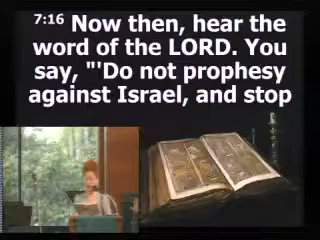 7:16 Now then, hear the
word of the LORD. You
say, "'Do not prophesy
against Israel, and stop